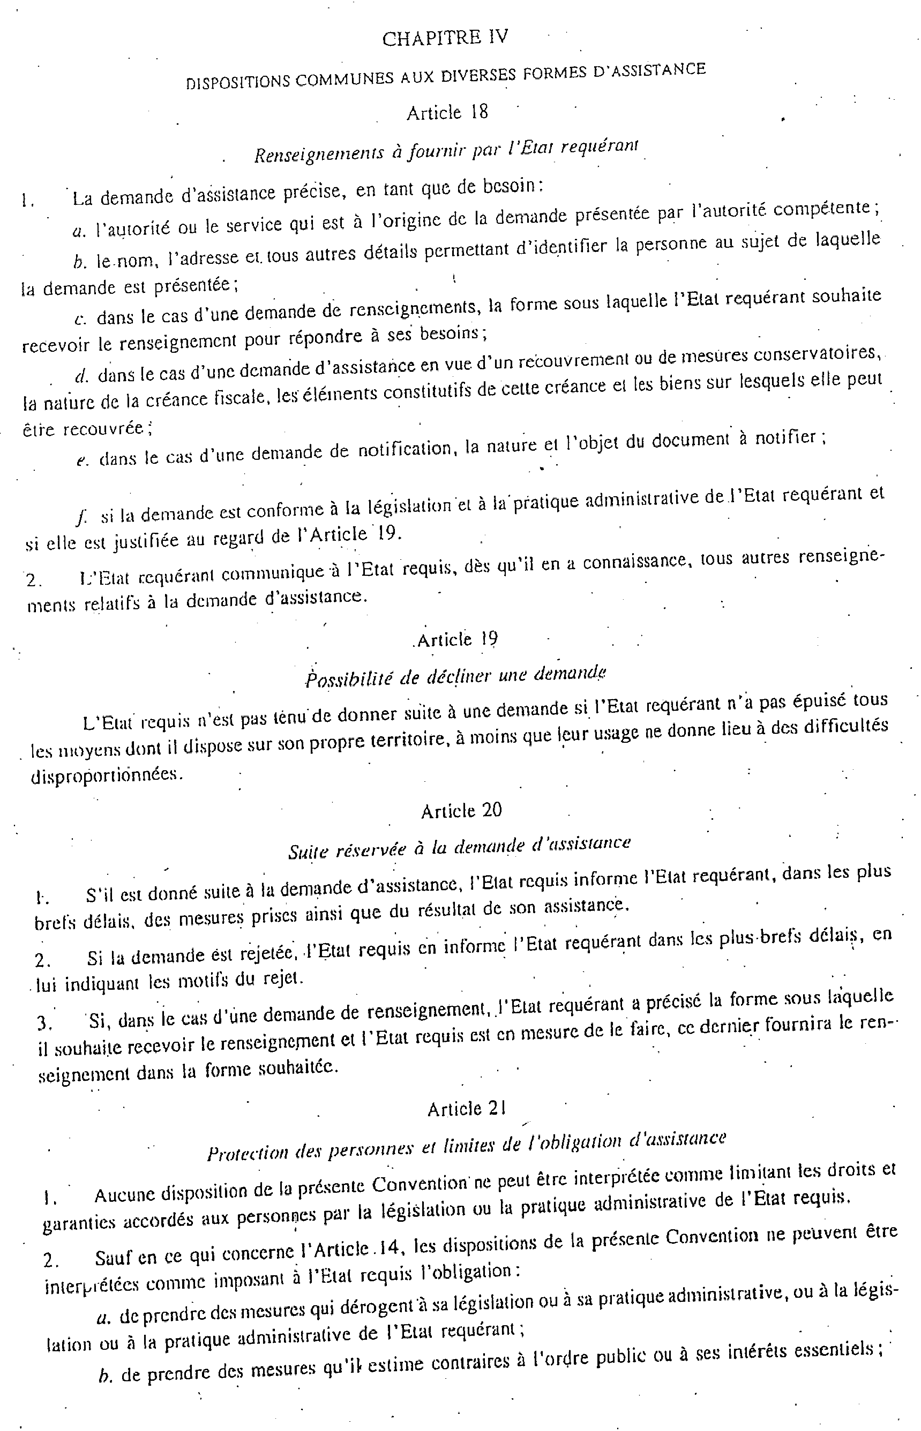 CHAPITRE IV
DISPOSITIONS COMMUNES AUX DIVERSES FORMES D'ASSISTANCE
Article 18
Renseignements à fournir par l'Etat requérant
1. La demande d'assistance précise, en tant que de besoin :
a. l'autorité ou le service qui est à l'origine de la demande présentée par l'autorité compétente ;
b. le nom, l'adresse et tous autres détails permettant d'identifier la personne au sujet de laquelle
la demande est présentée ;
c. dans le cas d'une demande de renseignements, la forme sous laquelle l'Etat requérant souhaite
recevoir le renseignement pour répondre à ses besoins ;
d. dans le cas d'une demande d'assistance en vue d'un recouvrement ou de mesures conservatoires,
la nature de la créance fiscale, les éléments constitutifs de cette créance et les biens sur lesquels elle peut
être recouvrée ;
e. dans le cas d'une demande de notification, la nature et l'objet du document à notifier ;
f. si la demande est conforme à la législation et à la pratique administrative de l'Etat requérant et
si elle est justifiée au regard de l'Article 19.
2. L'Etat requérant communique à l'Etat requis, dès qu'il en a connaissance, tous autres renseigne-
ments relatifs à la demande d'assistance.
Article 19
Possibilité de décliner une demande
L'Etat requis n'est pas tenu de donner suite à une demande si l'Etat requérant n'a pas épuisé tous
les moyens dont il dispose sur son propre territoire, à moins que leur usage ne donne lieu à des difficultés
disproportionnées.
Article 20
Suite réservée à la demande d'assistance
1. S'il est donné suite à la demande d'assistance, l'Etat requis informe l'Etat requérant, dans les plus
brefs délais, des mesures prises ainsi que du résultat de son assistance.
2. Si la demande est rejetée, l'Etat requis en informe l'Etat requérant dans les plus brefs délais, en
lui indiquant les motifs du rejet.
3. Si, dans le cas d'une demande de renseignement, l'Etat requérant a précisé la forme sous laquelle
il souhaite recevoir le renseignement et l'Etat requis est en mesure de le faire, ce dernier fournira le ren-
seignement dans la forme souhaitée.
Article 21
Protection des personnes et limites de l'obligation d'assistance
1. Aucune disposition de la présente Convention ne peut être interprétée comme limitant les droits et
garanties accordés aux personnes par la législation ou la pratique administrative de l'Etat requis.
2. Sauf en ce qui concerne l'Article 14, les dispositions de la présente Convention ne peuvent être
interprétées comme imposant à l'Etat requis l'obligation :
a. de prendre des mesures qui dérogent à sa législation ou à sa pratique administrative, ou à la légis-
lation ou à la pratique administrative de l'Etat requérant ;
b. de prendre des mesures qu'il estime contraires à l'ordre public ou à ses intérêts essentiels ;